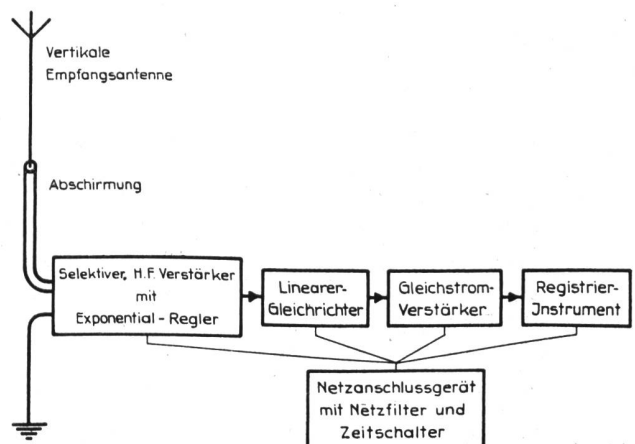 Vertikale
Empfangsantenne
Abschirmung
Selektiver, H.F. Verstärker
mit
Exponential-Regler
Linearer-
Gleichrichter
Gleichstrom-
Verstärker
Registrier-
Jnstrument
Netzanschlussgerät
mit Netzfilter und
Zeitschalter